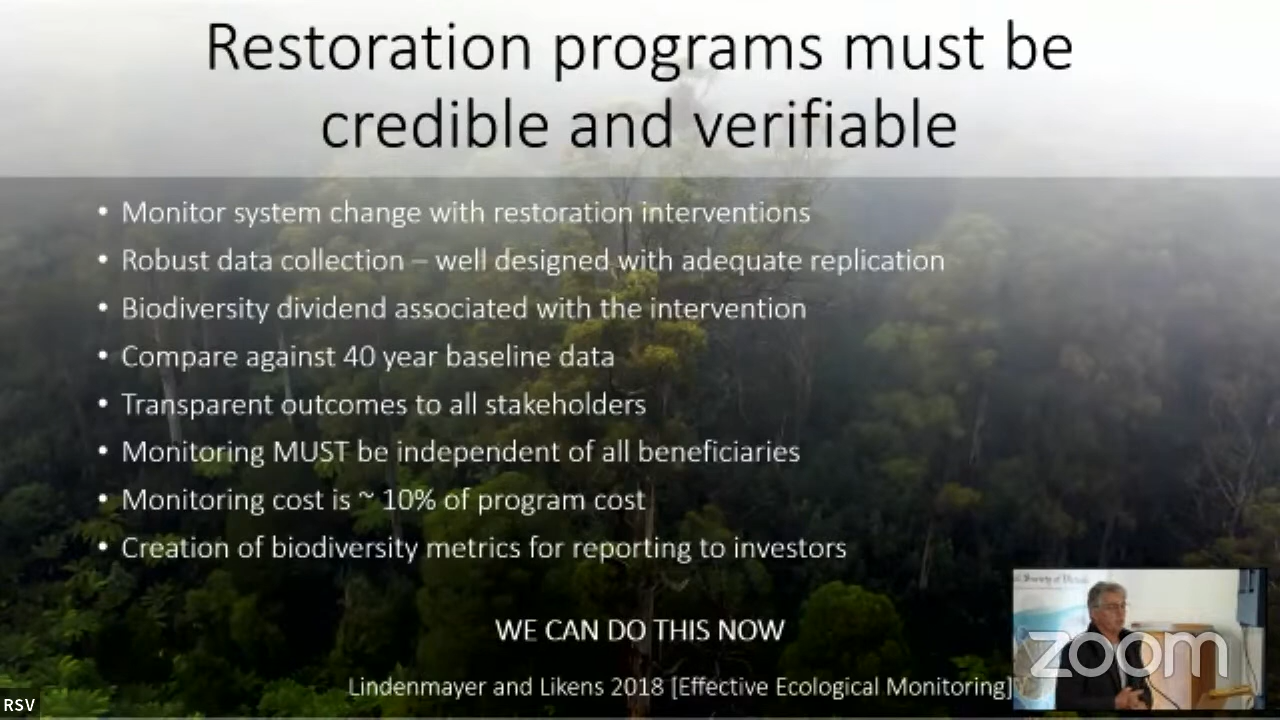 Restoration programs must be
credible and verifiable
• Monitor system change with restoration interventions
• Robust data collection – well designed with adequate replication
• Biodiversity dividend associated with the intervention
• Compare against 40 year baseline data
• Transparent outcomes to all stakeholders
• Monitoring MUST be independent of all beneficiaries
• Monitoring cost is ~ 10% of program cost
• Creation of biodiversity metrics for reporting to investors
WE CAN DO THIS NOW
Lindenmayer and Likens 2018 [Effective Ecological Monitoring]
Society of
zoom
RSV